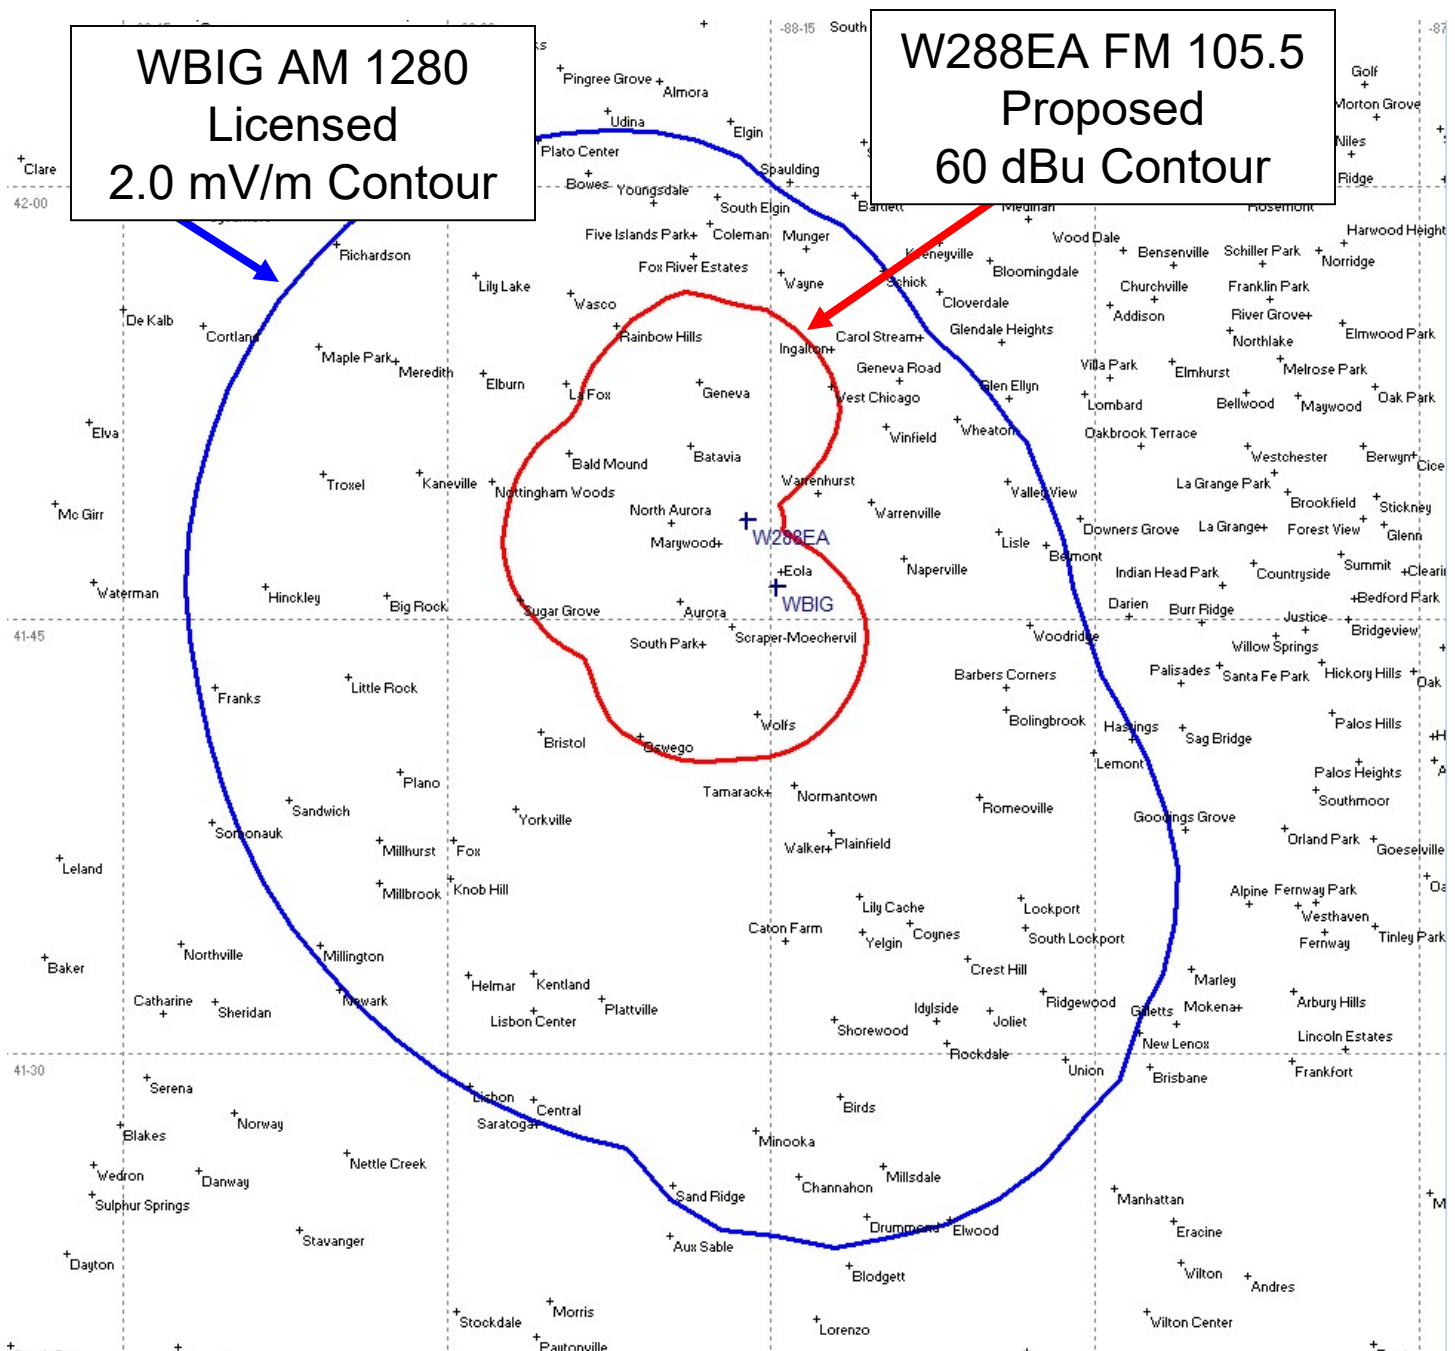 -88-15
South
-87
WBIG AM 1280
Licensed
2.0 mV/m Contour
W288EA FM 105.5
Proposed
60 dBu Contour
Pingree Grove
Almora
Golf
Morton Grove
Udina
Elgin
Niles
Plato Center
Clare
Spaulding
Ridge
Bowes
Youngsdale
42-00
South Elgin
Bartlett
Medinah
Rosemont
Five Islands Park
Coleman
Munger
Wood Dale
Harwood Height
Richardson
Keeneyville
Bensenville
Schiller Park
Norridge
Fox River Estates
Bloomingdale
Lily Lake
Wayne
Schick
Churchville
Franklin Park
Wasco
Cloverdale
De Kalb
Addison
River Grove
Cortland
Rainbow Hills
Carol Stream
Glendale Heights
Elmwood Park
Ingalton
Northlake
Maple Park
Meredith
Geneva Road
Villa Park
Elmhurst
Melrose Park
Elburn
La Fox
Geneva
West Chicago
Glen Ellyn
Lombard
Bellwood
Maywood
Oak Park
Elva
Winfield
Wheaton
Oakbrook Terrace
Bald Mound
Batavia
Westchester
Berwyn
Cice
Troxel
Kaneville
Nottingham Woods
Warrenhurst
Valley View
La Grange Park
Brookfield
Stickney
Mc Girr
North Aurora
Warrenville
Downers Grove
La Grange
Forest View
Glenn
W288EA
Marywood
Lisle
Belmont
Eola
Naperville
Indian Head Park
Countryside
Summit
Cleari
Waterman
Hinckley
Big Rock
Sugar Grove
Aurora
WBIG
Darien
Burr Ridge
Bedford Park
Justice
Bridgeview
41-45
South Park
Scraper-Moechervil
Woodridge
Willow Springs
Barbers Corners
Palisades
Santa Fe Park
Hickory Hills
Oak
Franks
Little Rock
Wolfs
Bolingbrook
Hastings
Sag Bridge
Palos Hills
H
Bristol
Oswego
Lemont
Palos Heights
A
Plano
Tamarack
Normantown
Romeoville
Southmoor
Sandwich
Yorkville
Goodings Grove
Somonauk
Millhurst
Fox
Walker
Plainfield
Orland Park
Goeselville
Leland
Millbrook
Knob Hill
Alpine
Fernway Park
Oa
Lily Cache
Lockport
Westhaven
Caton Farm
Yelgin
Coynes
South Lockport
Fernway
Tinley Park
Northville
Millington
Baker
Crest Hill
Helmar
Kentland
Marley
Catharine
Sheridan
Newark
Plattville
Ridgewood
Gilletts
Mokena
Arbury Hills
Lisbon Center
Shorewood
Idylside
Joliet
Lincoln Estates
Rockdale
New Lenox
41-30
Union
Brisbane
Frankfort
Serena
Lisbon
Central
Birds
Norway
Saratoga
Blakes
Minooka
Nettle Creek
Wedron
Danway
Millsdale
Channahon
Sulphur Springs
Sand Ridge
Manhattan
M
Stavanger
Drummond
Elwood
Eracine
Aux Sable
Dayton
Blodgett
Wilton
Andres
Morris
Stockdale
Lorenzo
Wilton Center
Paytonville